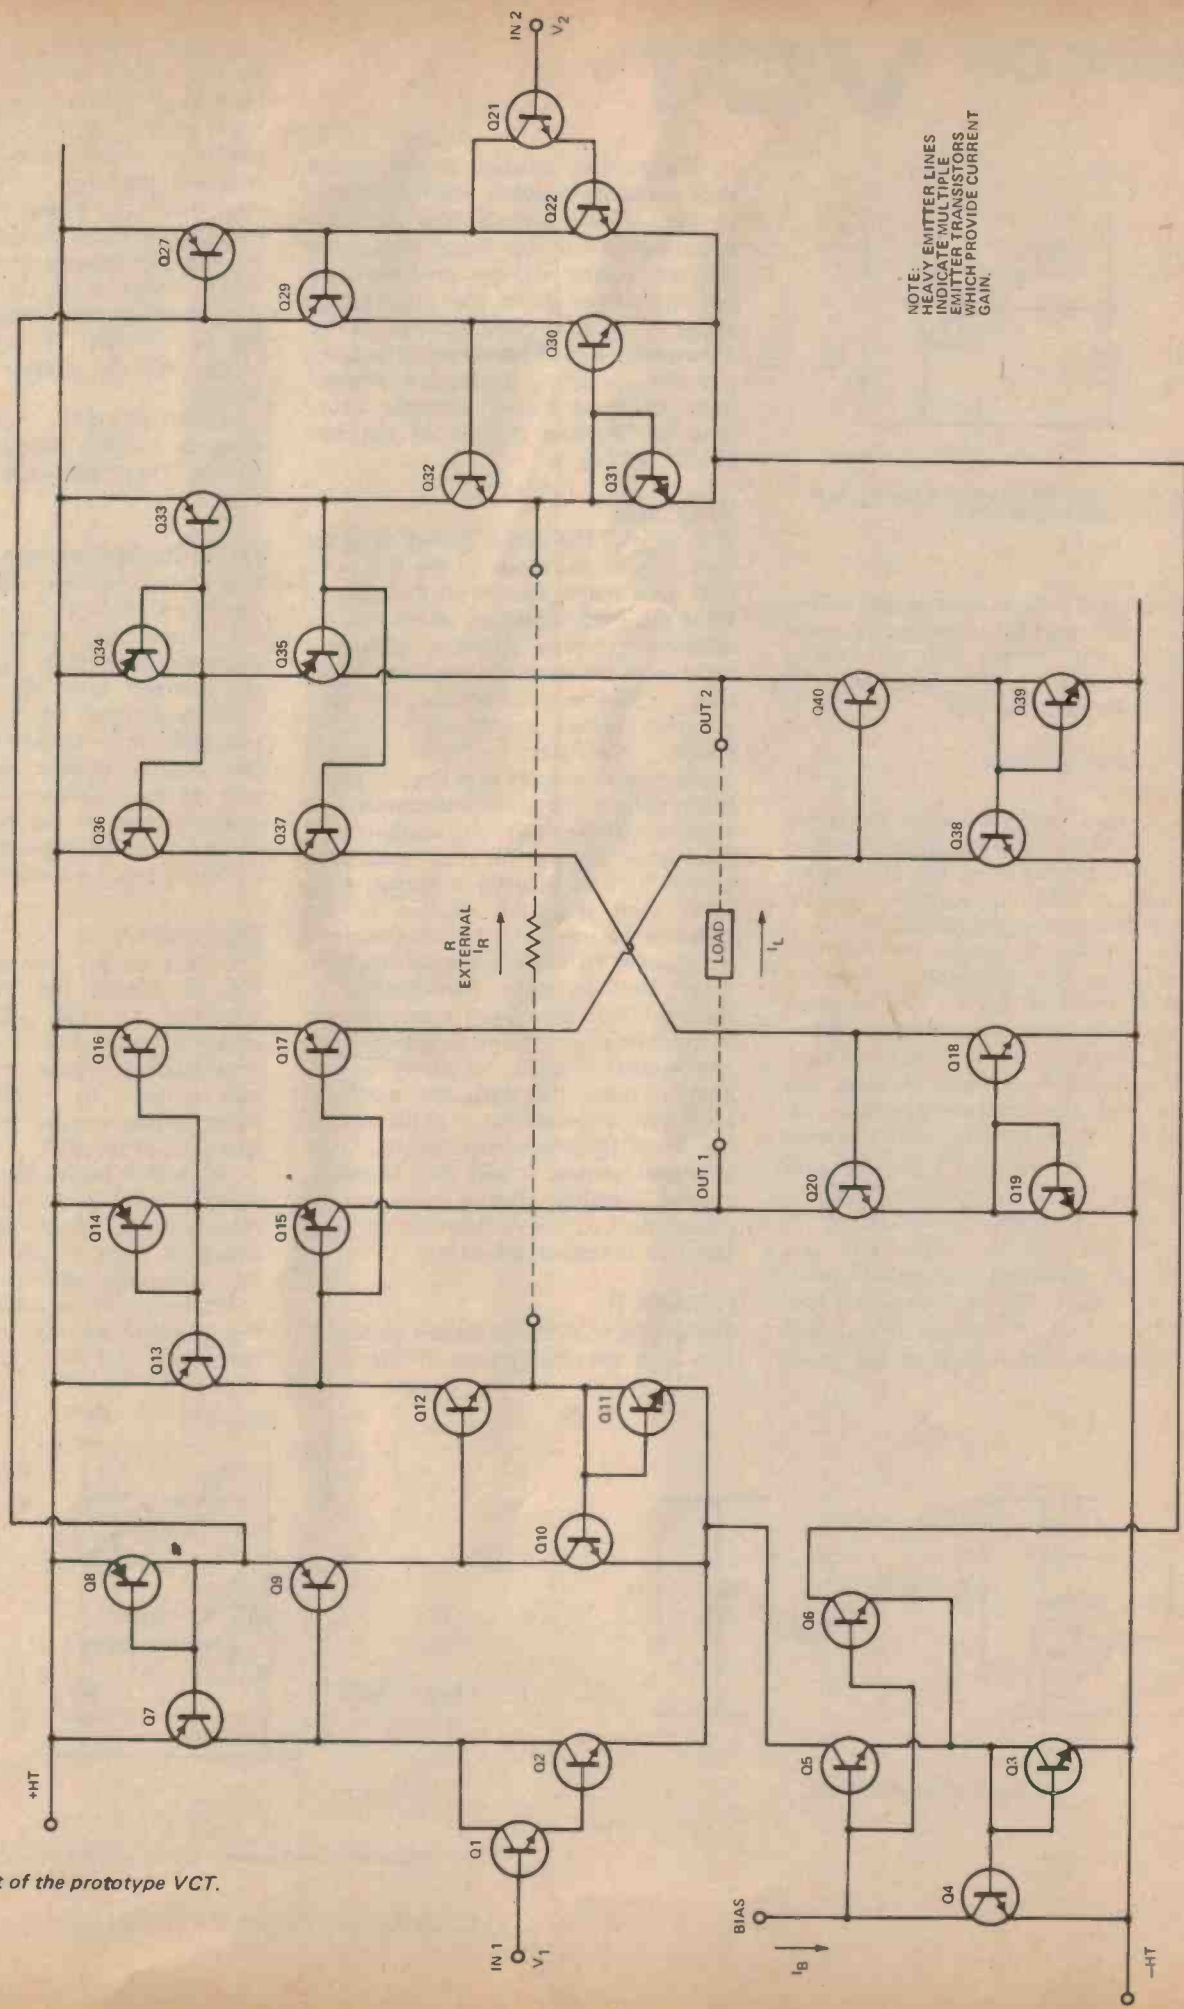 +HT
IN 1
V1
Q1
Q2
Q7
Q8
Q9
Q10
Q11
Q12
Q13
Q14
Q15
Q16
Q17
R
EXTERNAL
IR
Q36
Q37
Q34
Q35
Q33
Q32
Q31
Q30
Q29
Q27
Q22
Q21
IN 2
V2
BIAS
IB
Q4
Q3
Q5
Q6
OUT 1
LOAD
IL
OUT 2
Q20
Q19
Q18
Q38
Q40
Q39
–HT
NOTE:
HEAVY EMITTER LINES
INDICATE MULTIPLE
EMITTER TRANSISTORS
WHICH PROVIDE CURRENT
GAIN.
t of the prototype VCT.